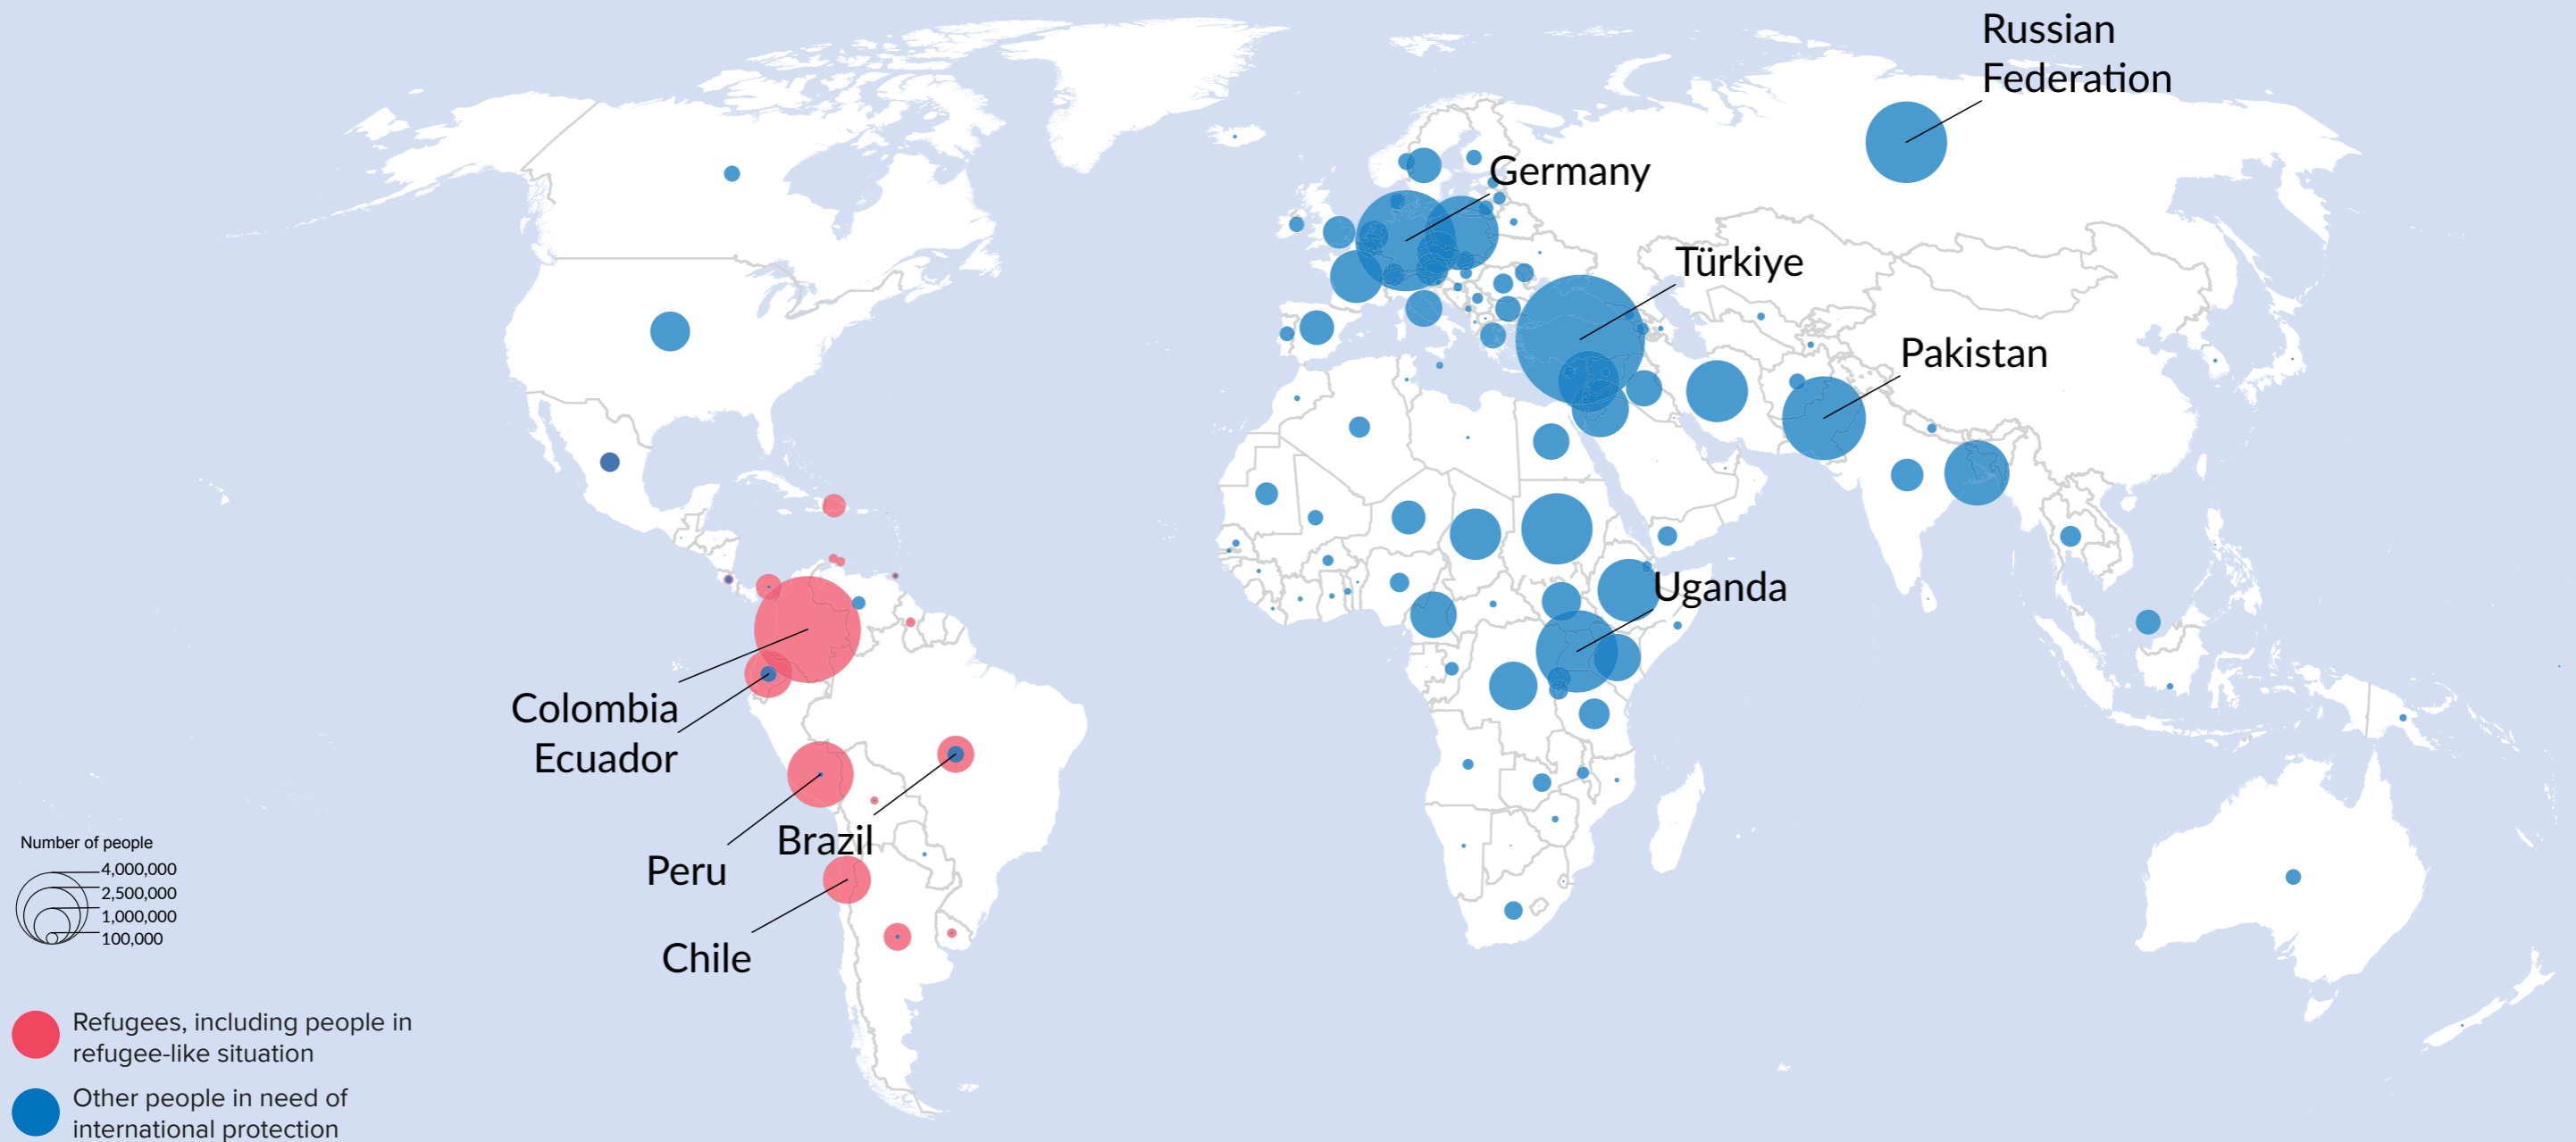 Russian
Federation
Germany
Türkiye
Pakistan
Uganda
Colombia
Ecuador
Peru
Brazil
Chile
Number of people
4,000,000
2,500,000
1,000,000
100,000
Refugees, including people in
refugee-like situation
Other people in need of
international protection